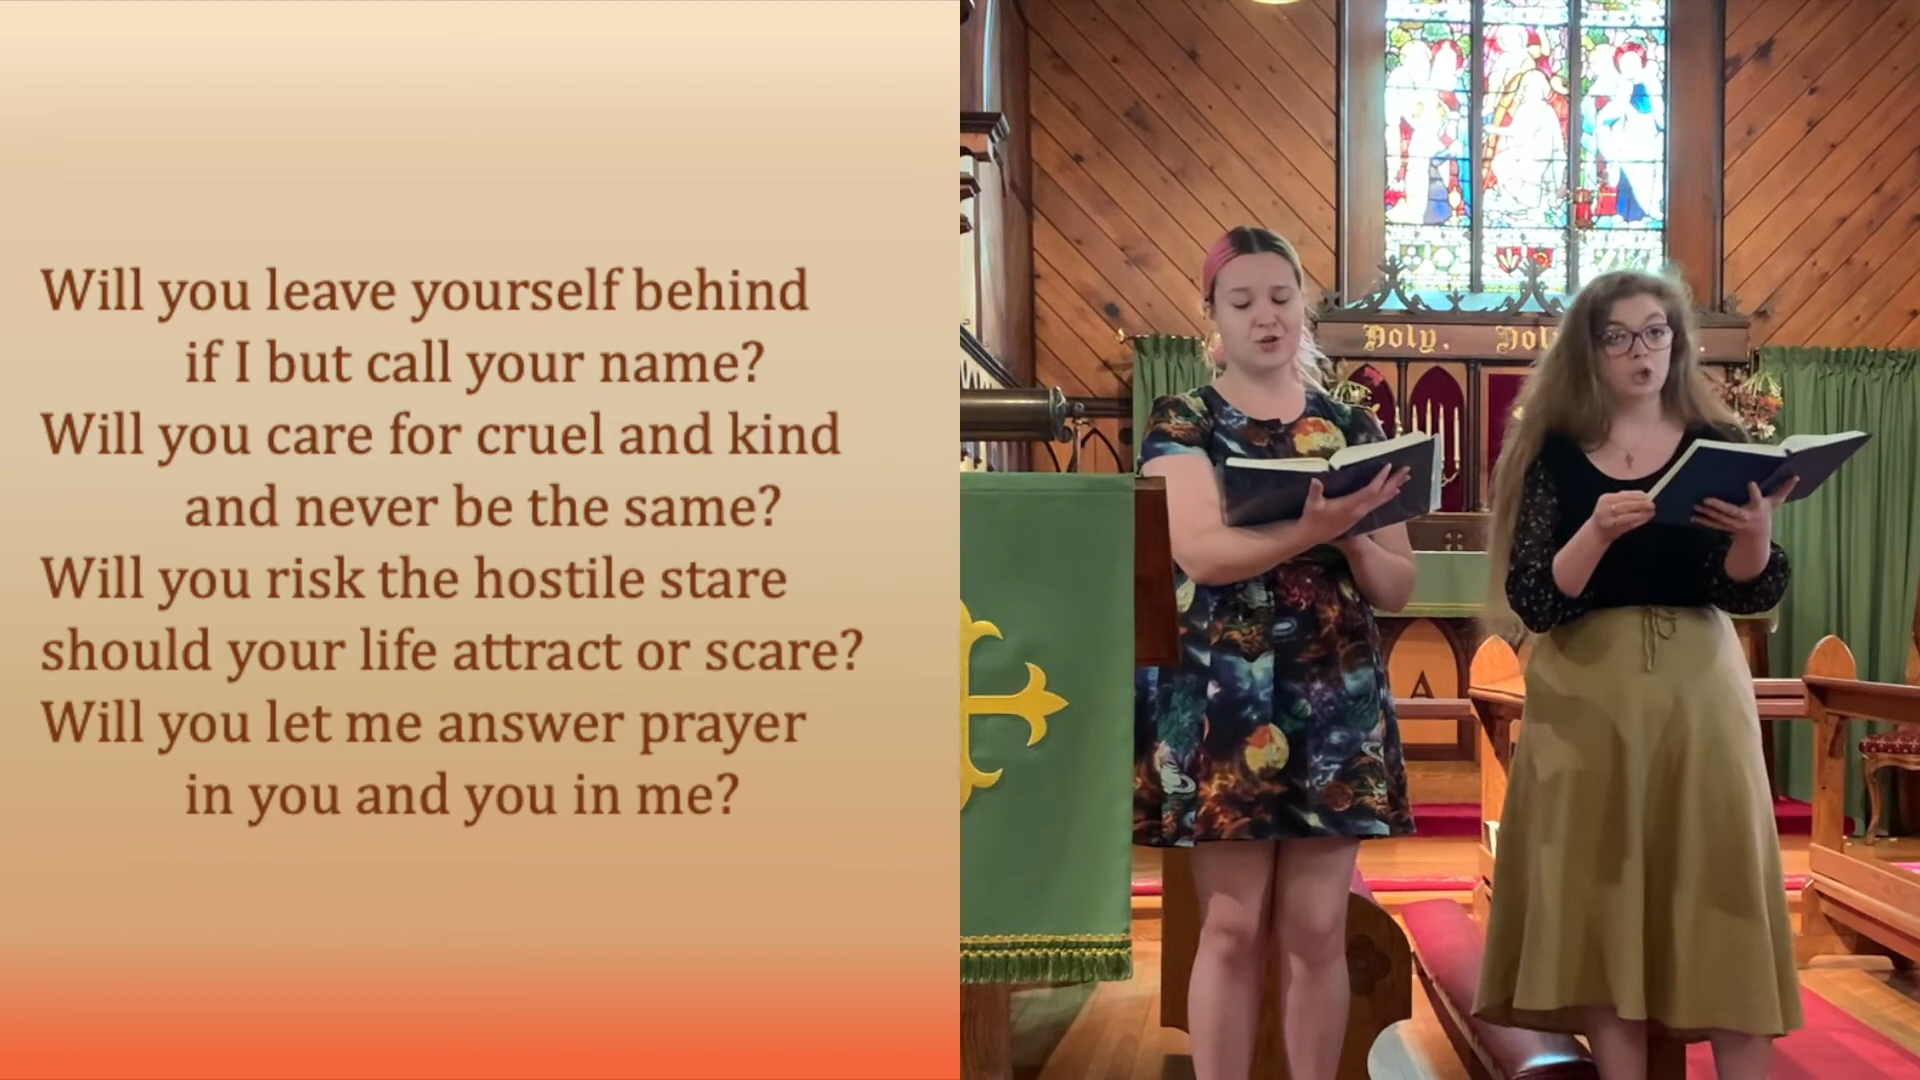 Will you leave yourself behind
if I but call your name?
Will you care for cruel and kind
and never be the same?
Will you risk the hostile stare
should your life attract or scare?
Will you let me answer prayer
in you and you in me?
Holy,
A